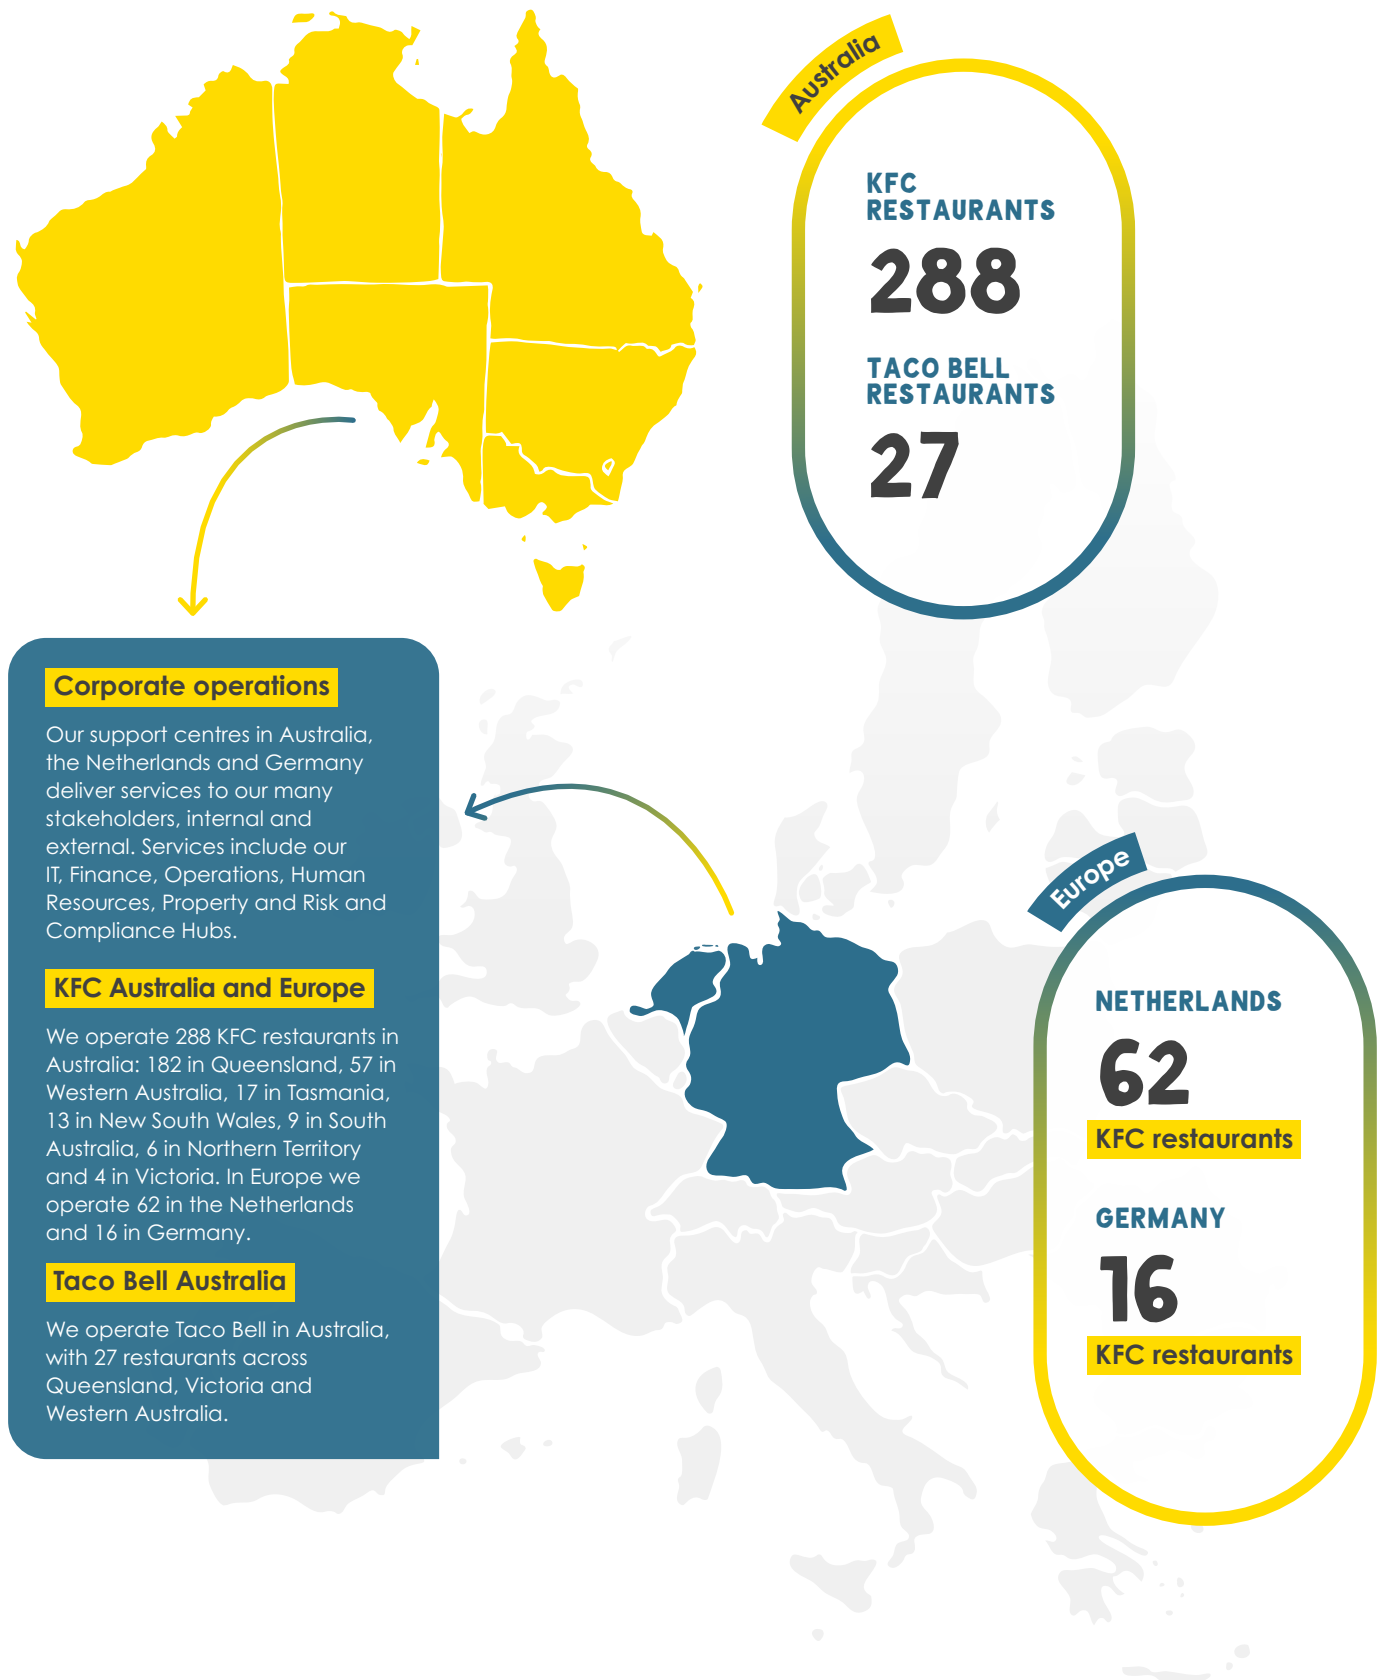 Australia
KFC
RESTAURANTS
288
TACO BELL
RESTAURANTS
27
Corporate operations
Our support centres in Australia,
the Netherlands and Germany
deliver services to our many
stakeholders, internal and
external. Services include our
IT, Finance, Operations, Human
Resources, Property and Risk and
Compliance Hubs.
KFC Australia and Europe
We operate 288 KFC restaurants in
Australia: 182 in Queensland, 57 in
Western Australia, 17 in Tasmania,
13 in New South Wales, 9 in South
Australia, 6 in Northern Territory
and 4 in Victoria. In Europe we
operate 62 in the Netherlands
and 16 in Germany.
Taco Bell Australia
We operate Taco Bell in Australia,
with 27 restaurants across
Queensland, Victoria and
Western Australia.
Europe
NETHERLANDS
62
KFC restaurants
GERMANY
16
KFC restaurants